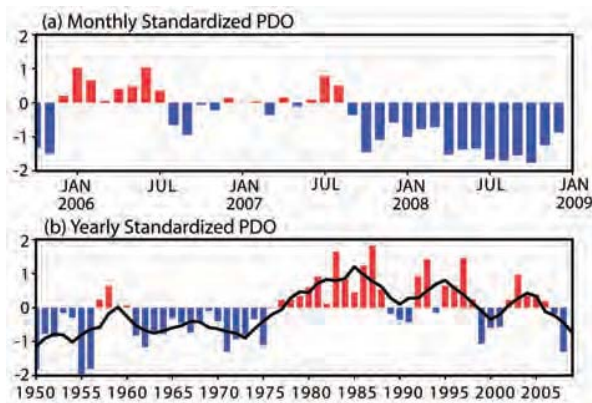 (a) Monthly Standardized PDO
2
1
0
-1
-2
JAN JUL JAN JUL JAN JUL JAN
2006 2007 2008 2009
(b) Yearly Standardized PDO
2
1
0
-1
-2
1950 1955 1960 1965 1970 1975 1980 1985 1990 1995 2000 2005